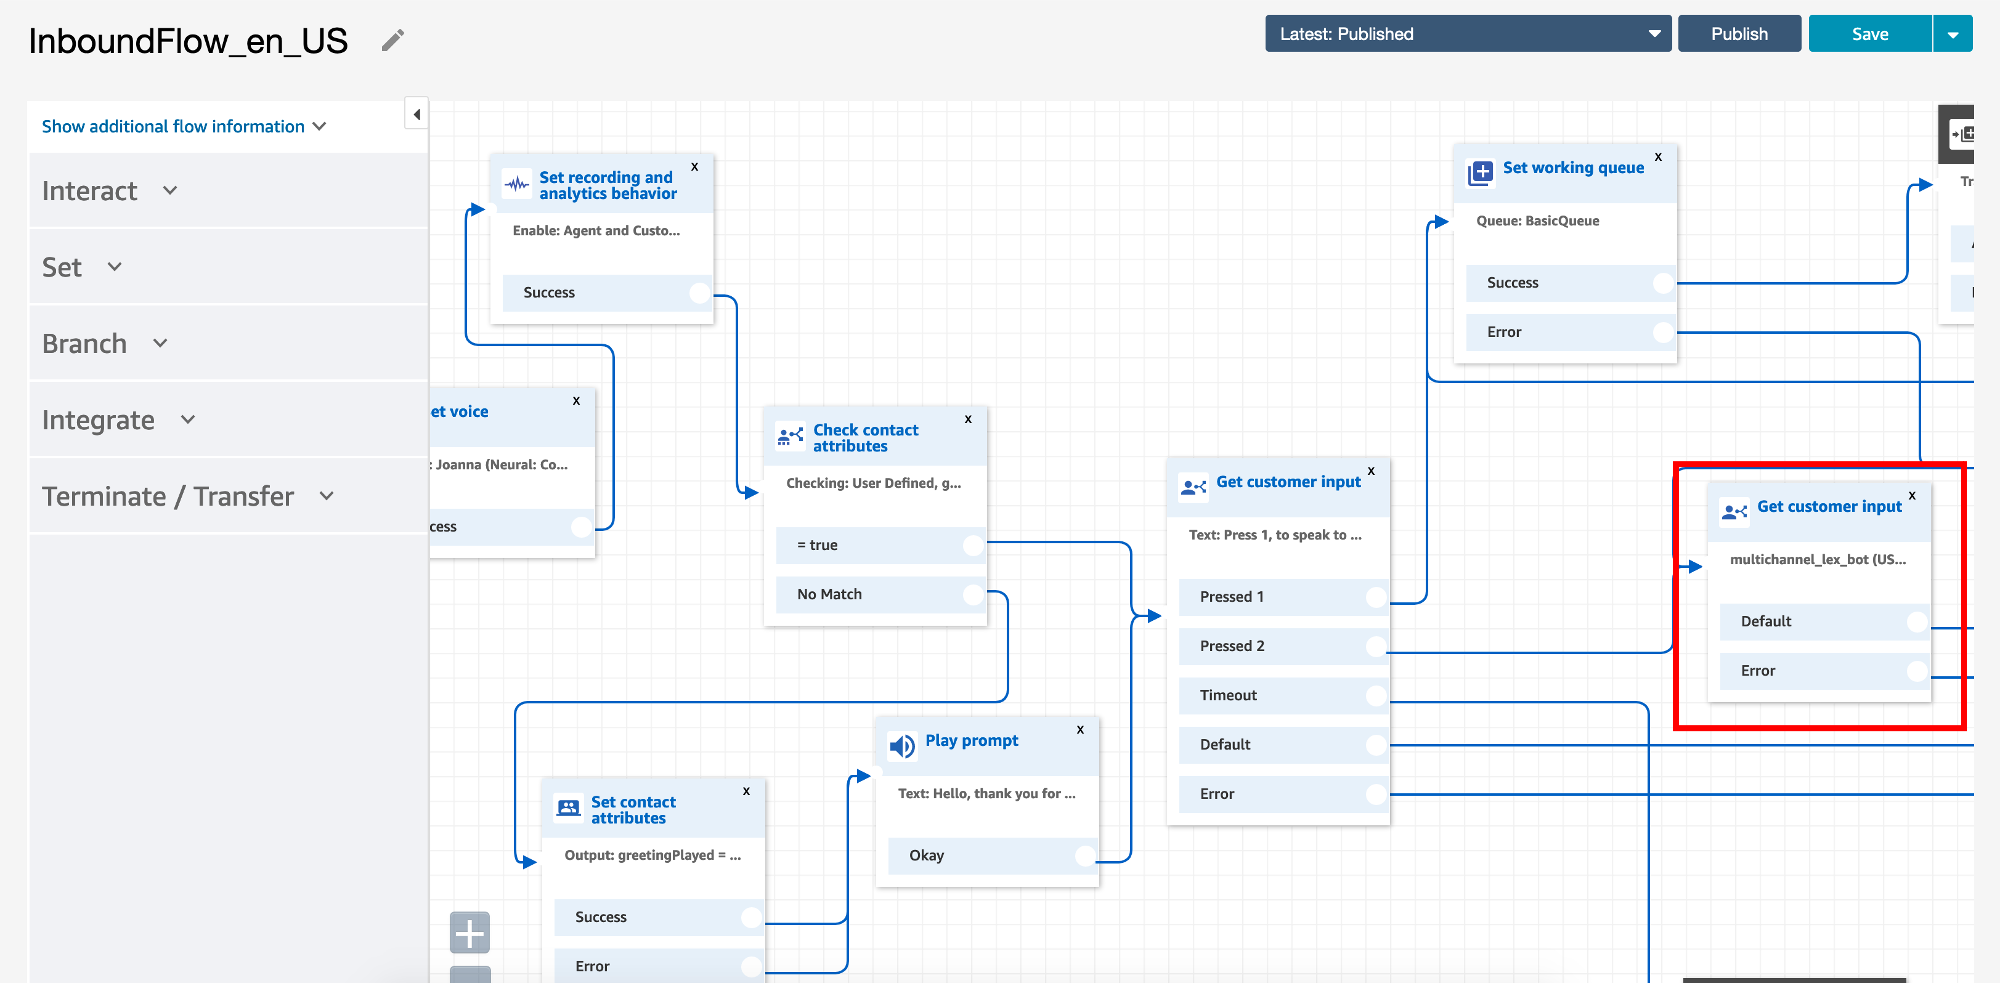 InboundFlow_en_US
Latest: Published
Publish
Save
Show additional flow information
Interact
Set
Branch
Integrate
Terminate / Transfer
Set recording and
analytics behavior
x
Enable: Agent and Custo...
Success
et voice
x
: Joanna (Neural: Co...
cess
Check contact
attributes
x
Checking: User Defined, g...
= true
No Match
Set contact
attributes
x
Output: greetingPlayed = ...
Success
Error
Play prompt
x
Text: Hello, thank you for ...
Okay
Get customer input
x
Text: Press 1, to speak to ...
Pressed 1
Pressed 2
Timeout
Default
Error
Set working queue
x
Queue: BasicQueue
Success
Error
Get customer input
x
multichannel_lex_bot (US...
Default
Error
Tr